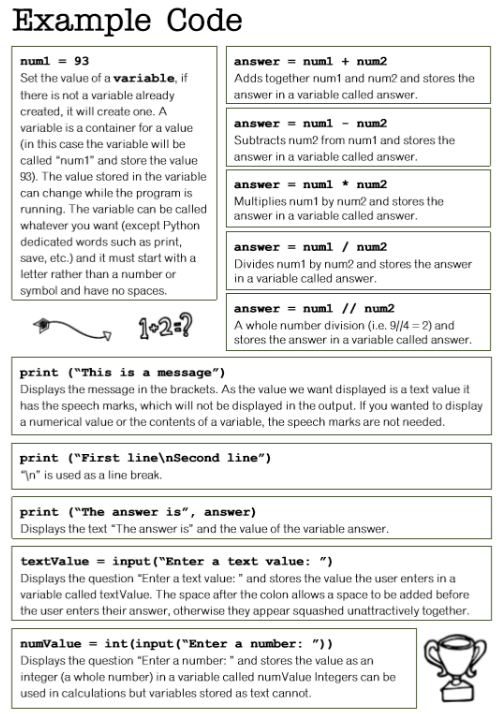 Example Code
num1 = 93
Set the value of a variable, if
there is not a variable already
created, it will create one. A
variable is a container for a value
(in this case the variable will be
called “num1” and store the value
93). The value stored in the variable
can change while the program is
running. The variable can be called
whatever you want (except Python
dedicated words such as print,
save, etc.) and it must start with a
letter rather than a number or
symbol and have no spaces.
answer = num1 + num2
Adds together num1 and num2 and stores the
answer in a variable called answer.
answer = num1 - num2
Subtracts num2 from num1 and stores the
answer in a variable called answer.
answer = num1 * num2
Multiplies num1 by num2 and stores the
answer in a variable called answer.
answer = num1 / num2
Divides num1 by num2 and stores the answer
in a variable called answer.
answer = num1 // num2
A whole number division (i.e. 9//4 = 2) and
stores the answer in a variable called answer.
1+2=?
print (“This is a message”)
Displays the message in the brackets. As the value we want displayed is a text value it
has the speech marks, which will not be displayed in the output. If you wanted to display
a numerical value or the contents of a variable, the speech marks are not needed.
print (“First line\nSecond line”)
“\n” is used as a line break.
print (“The answer is”, answer)
Displays the text “The answer is” and the value of the variable answer.
textValue = input(“Enter a text value: ”)
Displays the question “Enter a text value: ” and stores the value the user enters in a
variable called textValue. The space after the colon allows a space to be added before
the user enters their answer, otherwise they appear squashed unattractively together.
numValue = int(input(“Enter a number: ”))
Displays the question “Enter a number: ” and stores the value as an
integer (a whole number) in a variable called numValue Integers can be
used in calculations but variables stored as text cannot.